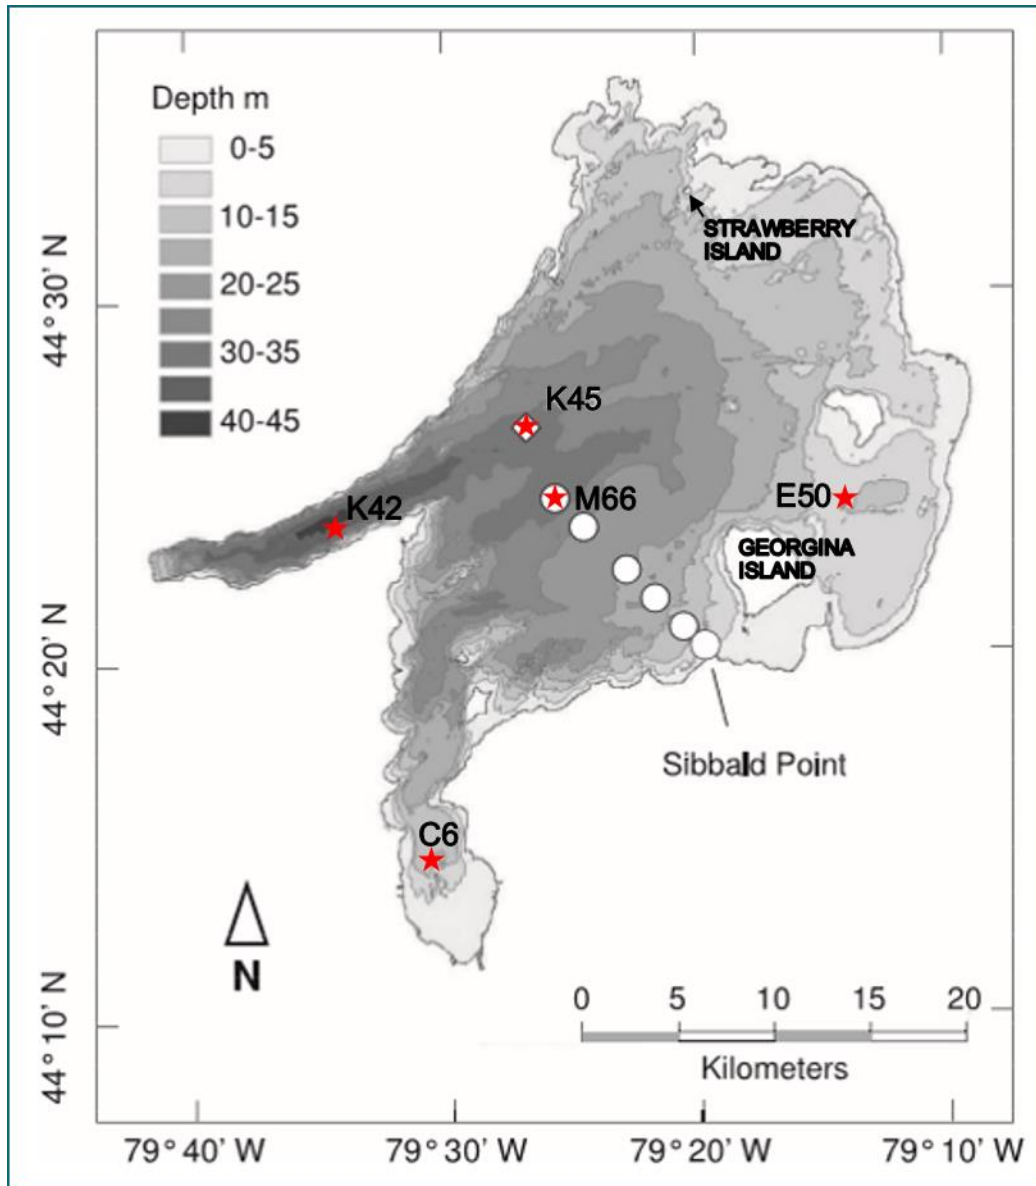 Depth m
0-5
10-15
20-25
30-35
40-45
STRAWBERRY
ISLAND
K45
K42
M66
E50
GEORGINA
ISLAND
Sibbald Point
C6
N
0 5 10 15 20
Kilometers
44° 30' N
44° 20' N
44° 10' N
79° 40' W 79° 30' W 79° 20' W 79° 10' W